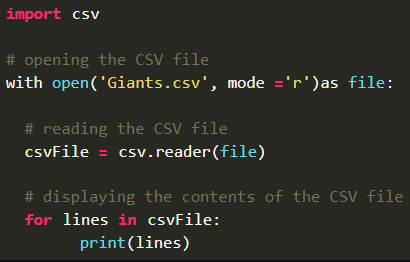 import csv

# opening the CSV file
with open('Giants.csv', mode ='r')as file:

  # reading the CSV file
  csvFile = csv.reader(file)

  # displaying the contents of the CSV file
  for lines in csvFile:
        print(lines)